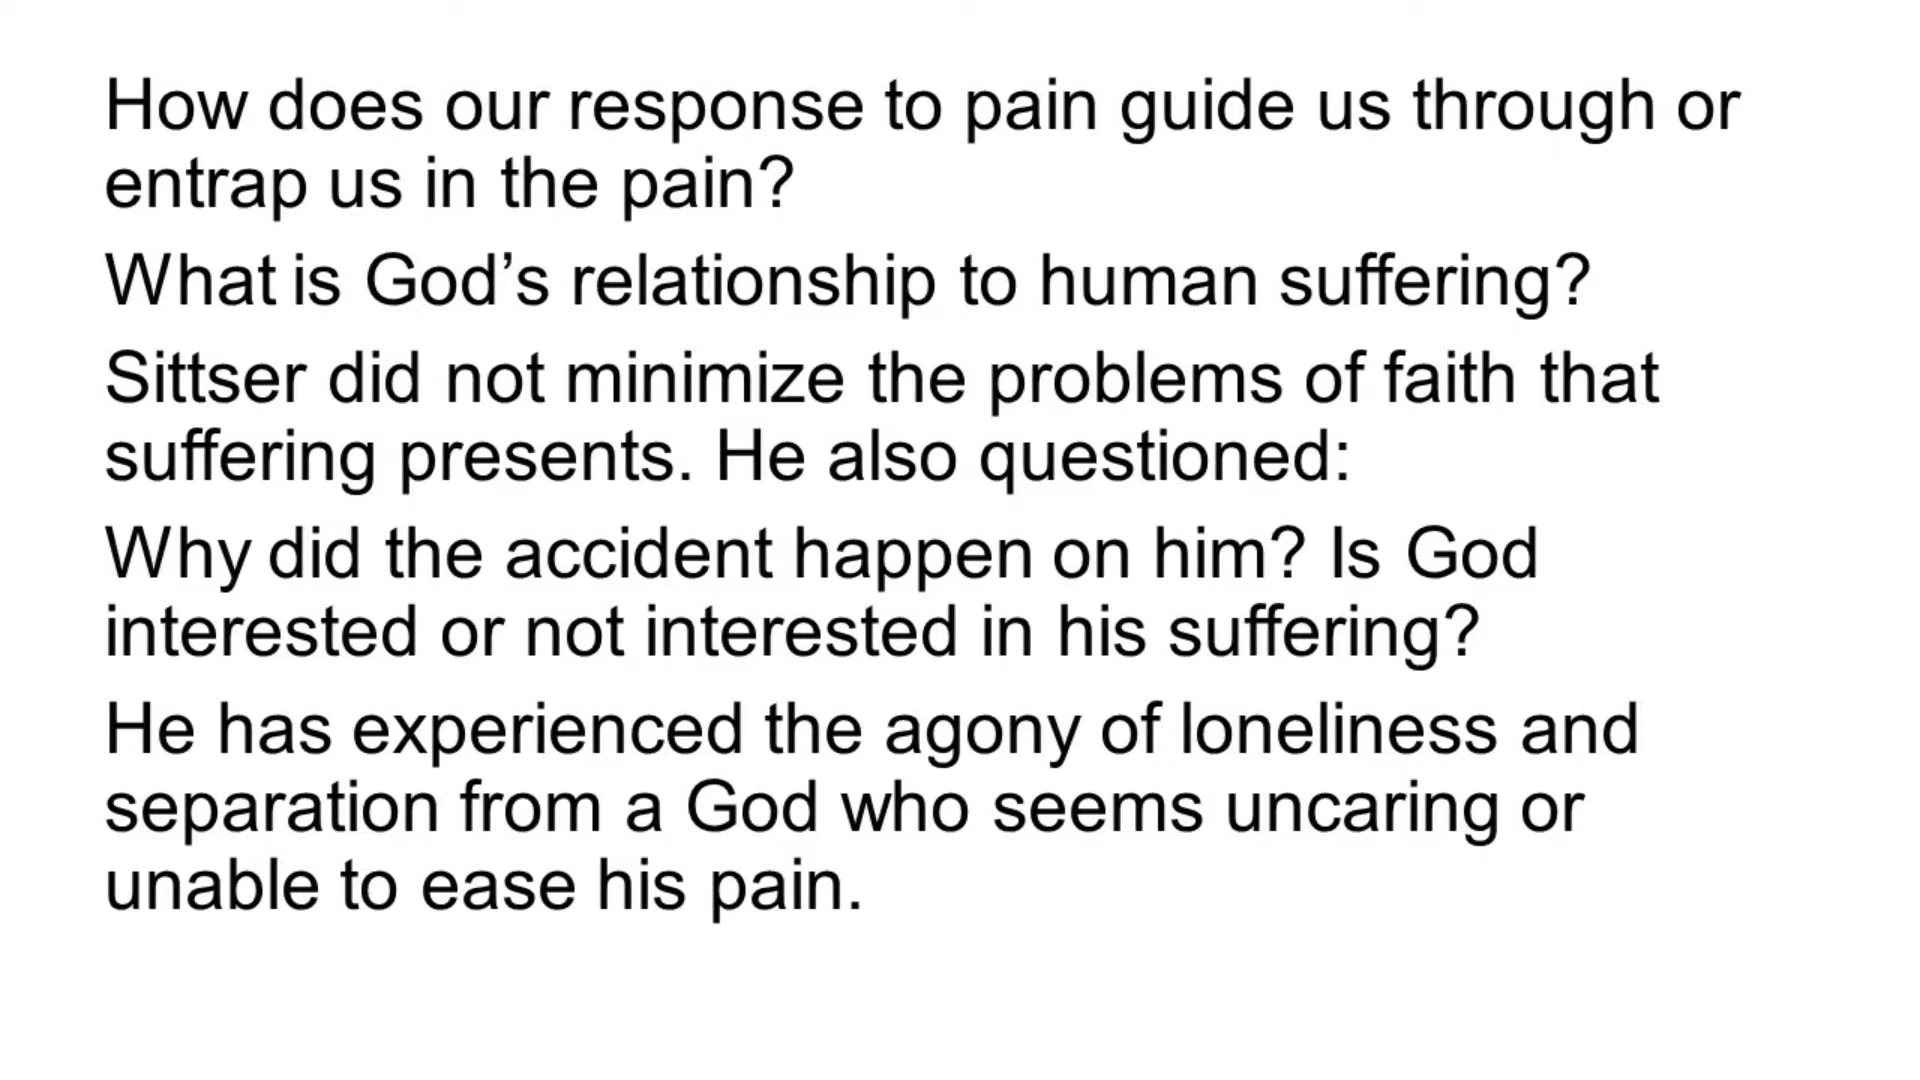 How does our response to pain guide us through or
entrap us in the pain?
What is God’s relationship to human suffering?
Sittser did not minimize the problems of faith that
suffering presents. He also questioned:
Why did the accident happen on him? Is God
interested or not interested in his suffering?
He has experienced the agony of loneliness and
separation from a God who seems uncaring or
unable to ease his pain.